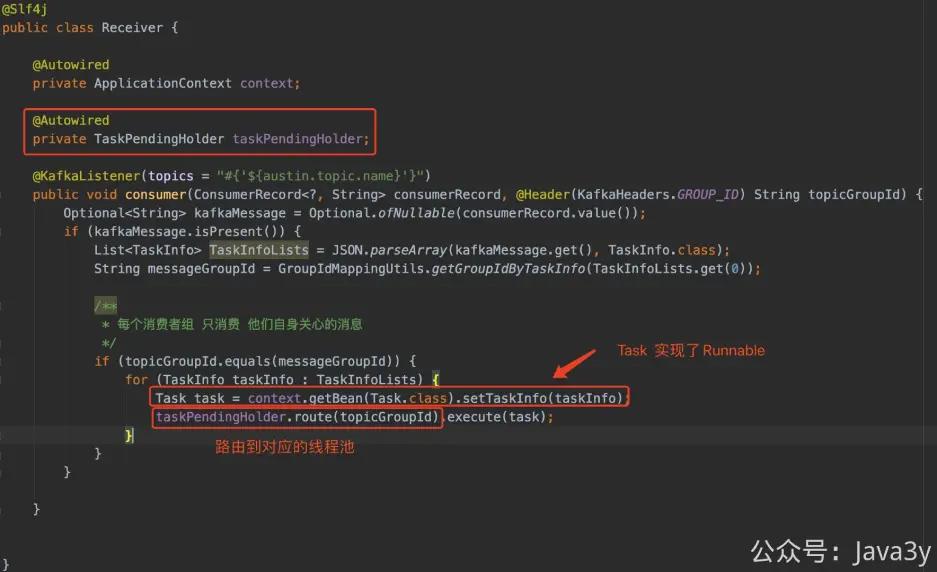 @Slf4j
public class Receiver {
@Autowired
private ApplicationContext context;
@Autowired
private TaskPendingHolder taskPendingHolder;
@KafkaListener(topics = "#{'${austin.topic.name}'}")
public void consumer(ConsumerRecord<?, String> consumerRecord, @Header(KafkaHeaders.GROUP_ID) String topicGroupId) {
Optional<String> kafkaMessage = Optional.ofNullable(consumerRecord.value());
if (kafkaMessage.isPresent()) {
List<TaskInfo> TaskInfoLists = JSON.parseArray(kafkaMessage.get(), TaskInfo.class);
String messageGroupId = GroupIdMappingUtils.getGroupIdByTaskInfo(TaskInfoLists.get(0));
/**
* 每个消费者组 只消费 他们自身关心的消息
*/
if (topicGroupId.equals(messageGroupId)) {
Task 实现了 Runnable
for (TaskInfo taskInfo : TaskInfoLists) {
Task task = context.getBean(Task.class).setTaskInfo(taskInfo);
taskPendingHolder.route(topicGroupId).execute(task);
}
路由到对应的线程池
}
}
}
}
公众号：Java3y